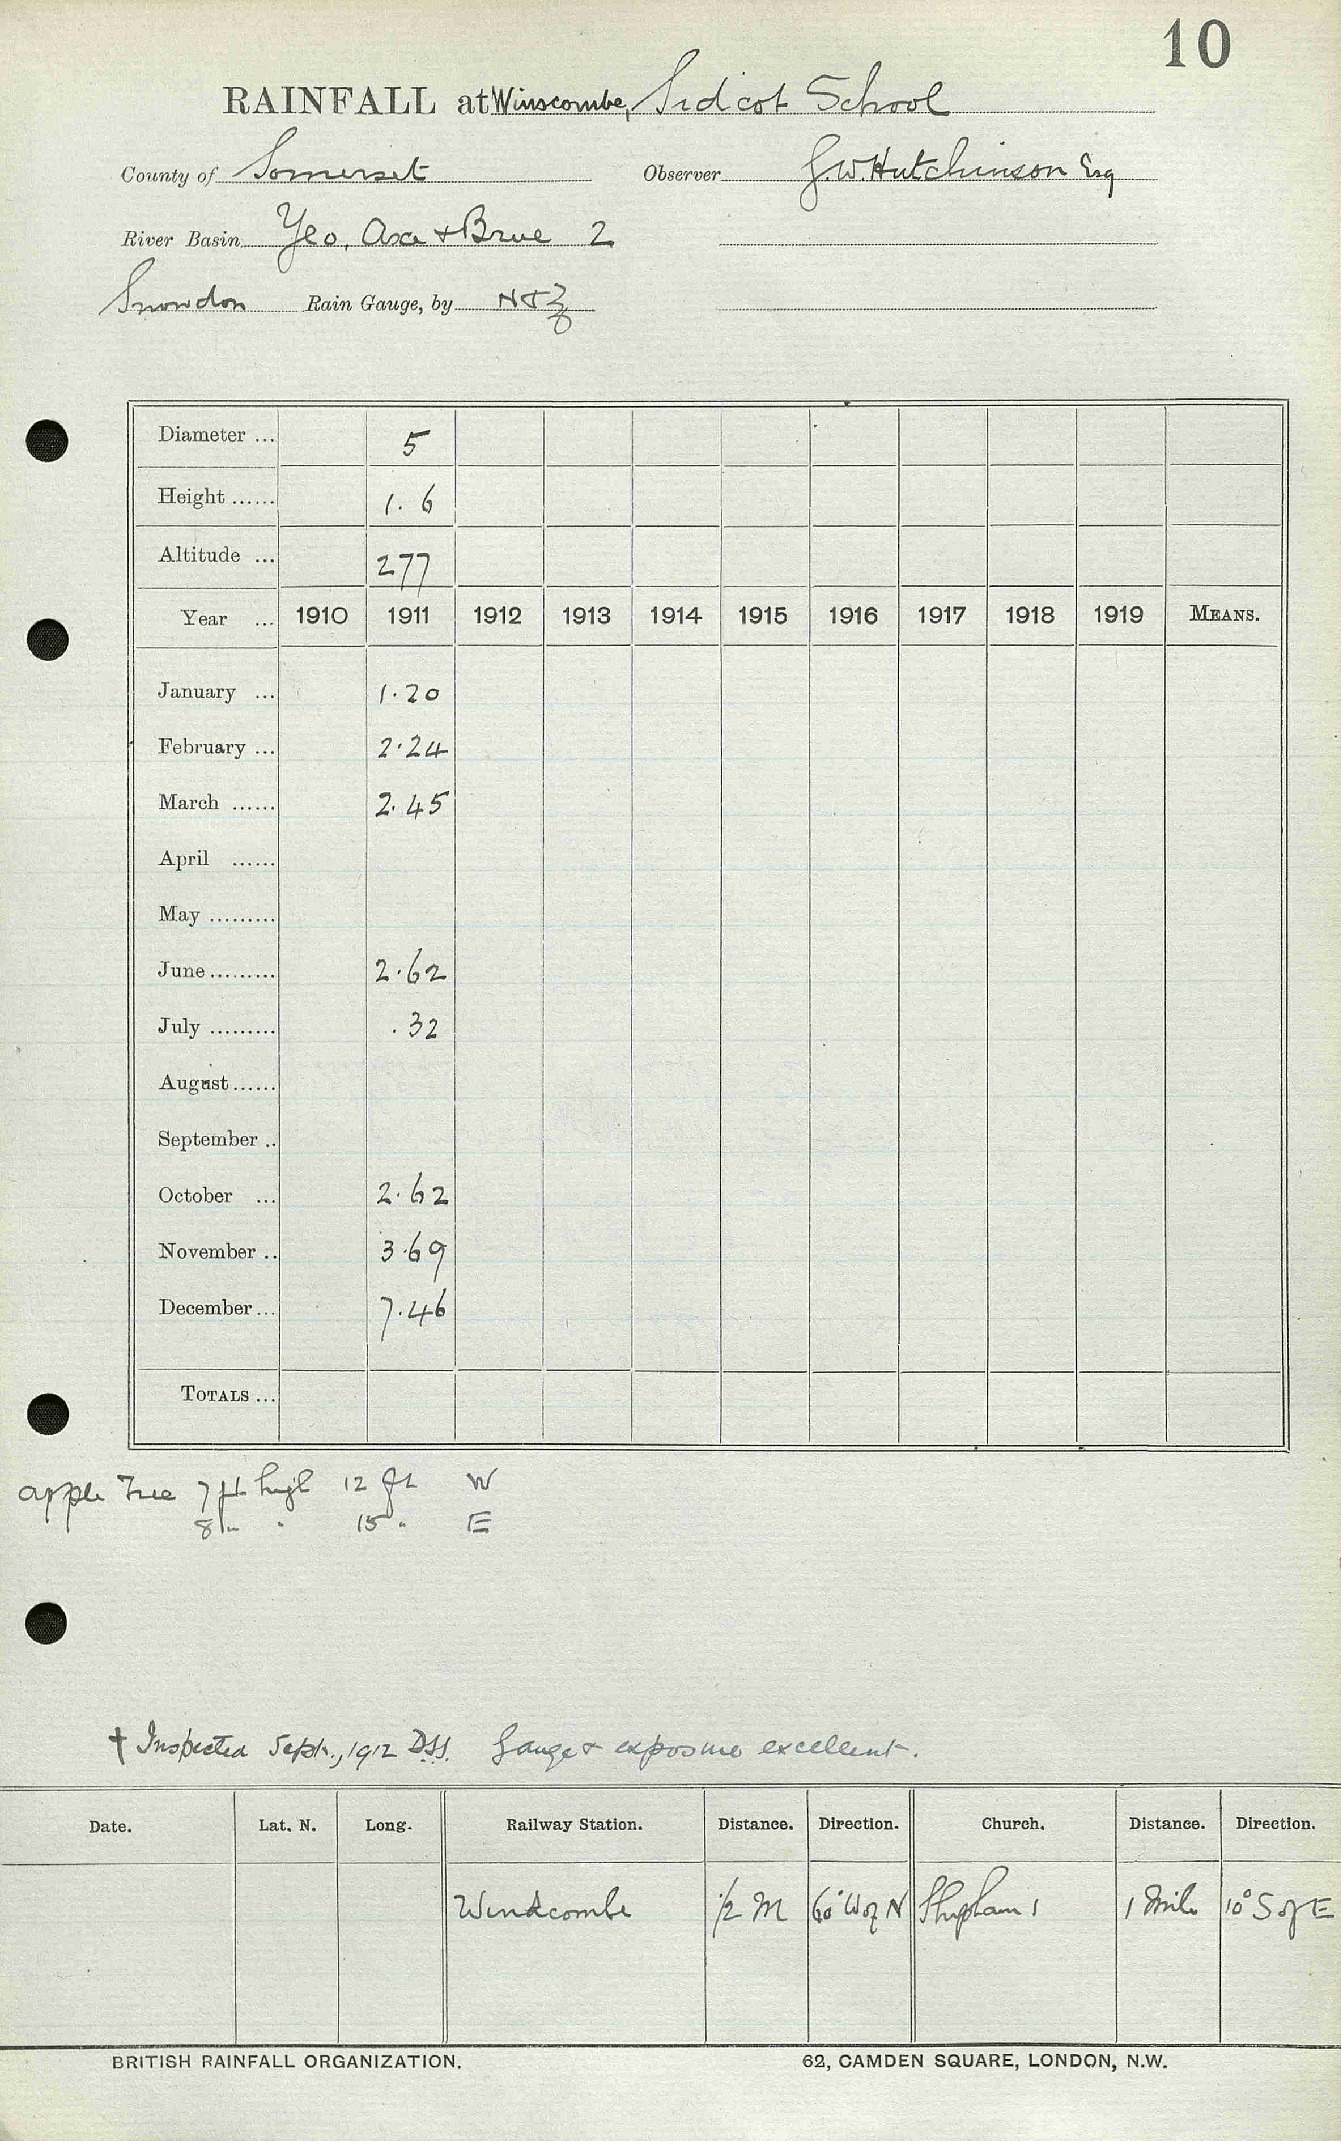 10
RAINFALL at Winscombe, Sidcot School
County of Somerset Observer G.W. Hutchinson Esq
River Basin Yeo, Axe + Brue 2
Snowdon Rain Gauge, by N & Z
Diameter ... 5
Height ...... 1.6
Altitude ... 277
Year ... 1910 1911 1912 1913 1914 1915 1916 1917 1918 1919 MEANS.
January ... 1.20
February ... 2.24
March ...... 2.45
April ......
May .........
June ......... 2.62
July ......... .32
August ......
September ..
October ... 2.62
November .. 3.69
December ... 7.46
TOTALS ...
apple Tree 7 ft. high 12 ft W
8 ft. " 15 " E
† Inspected Sept., 1912 Gauge & exposure excellent.
Date. Lat. N. Long. Railway Station. Distance. Direction. Church. Distance. Direction.
Windcombe 1/2 M 60° W of N Shipham 1 Mile 10° S of E
BRITISH RAINFALL ORGANIZATION. 62, CAMDEN SQUARE, LONDON, N.W.